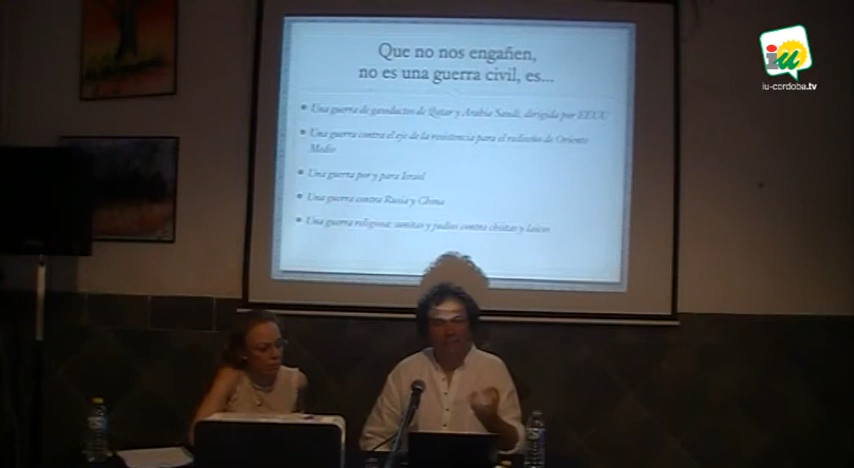 iu
iu-cordoba.tv
Que no nos engañen,
no es una guerra civil, es...
• Una guerra de gasoductos de Qatar y Arabia Saudí, dirigida por EEUU
• Una guerra contra el eje de la resistencia para el rediseño de Oriente
Medio
• Una guerra por y para Israel
• Una guerra contra Rusia y China
• Una guerra religiosa: sunitas y judios contra chiitas y laicos